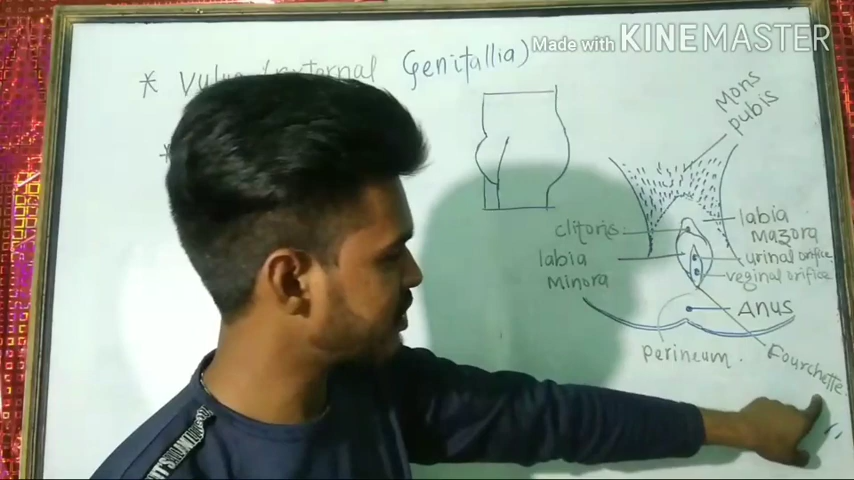 Made with KINEMASTER
* Vulva (external Genitallia)
Mons
pubis
clitoris
labia
Mazora
labia
Minora
urinal orifice
veginal orifice
Anus
perineum
Fourchette